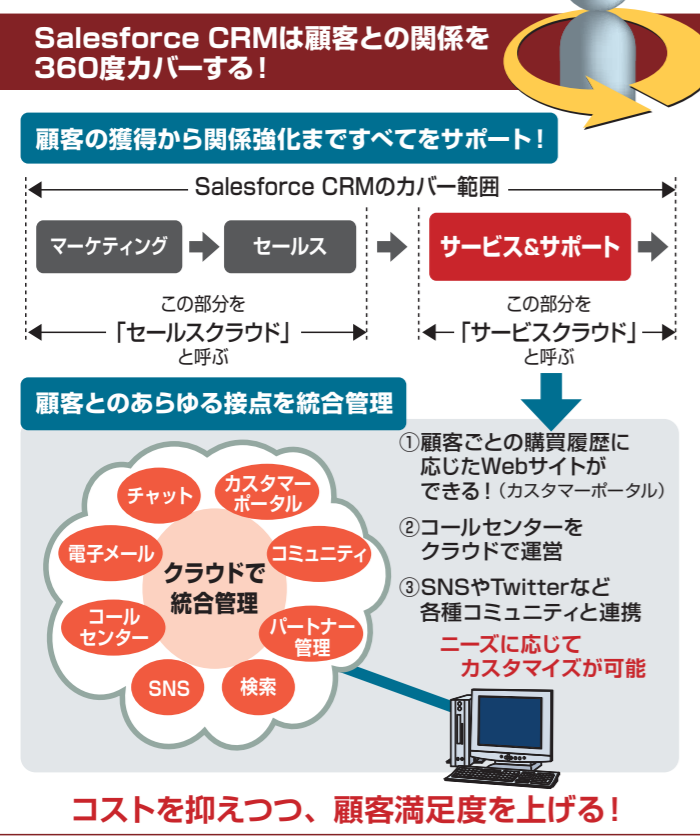 Salesforce CRMは顧客との関係を
360度カバーする!
顧客の獲得から関係強化まですべてをサポート!
Salesforce CRMのカバー範囲
マーケティング
セールス
サービス&サポート
この部分を
「セールスクラウド」
と呼ぶ
この部分を
「サービスクラウド」
と呼ぶ
顧客とのあらゆる接点を統合管理
チャット
カスタマー
ポータル
電子メール
コミュニティ
クラウドで
統合管理
コール
センター
パートナー
管理
SNS
検索
①顧客ごとの購買履歴に
応じたWebサイトが
できる!(カスタマーポータル)
②コールセンターを
クラウドで運営
③SNSやTwitterなど
各種コミュニティと連携
ニーズに応じて
カスタマイズが可能
コストを抑えつつ、顧客満足度を上げる!